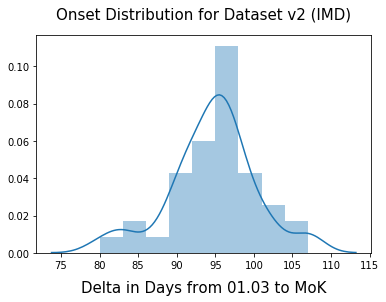 Onset Distribution for Dataset v2 (IMD)
0.10
0.08
0.06
0.04
0.02
0.00
75 80 85 90 95 100 105 110 115
Delta in Days from 01.03 to MoK